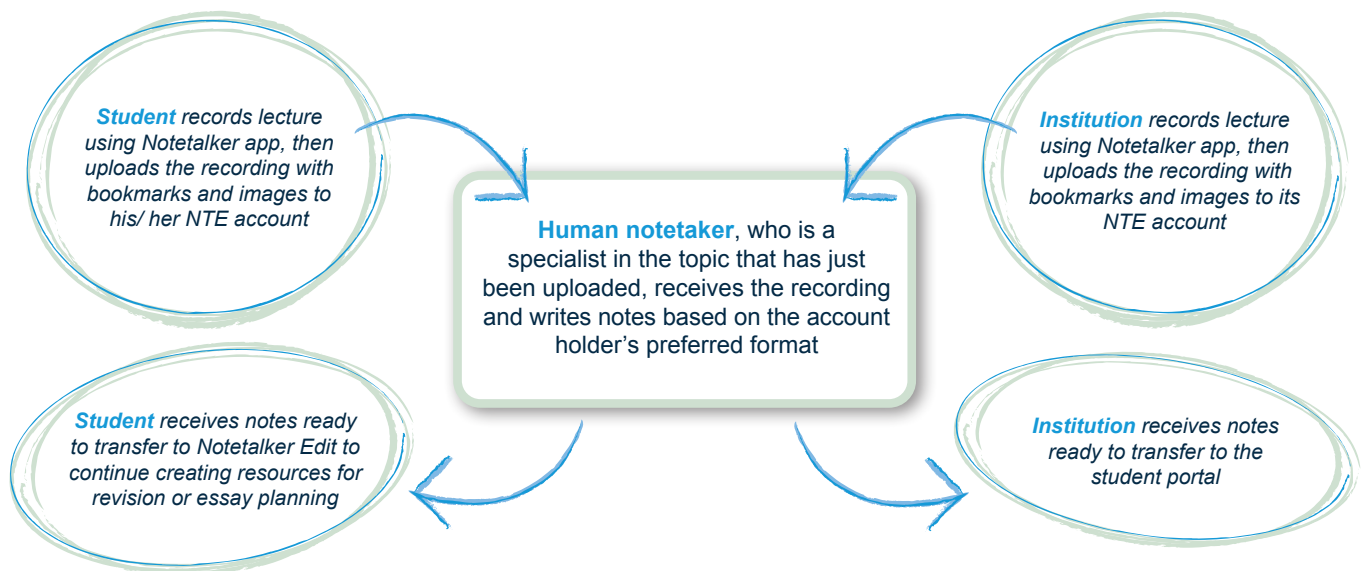 Student records lecture
using Notetalker app, then
uploads the recording with
bookmarks and images to
his/ her NTE account
Institution records lecture
using Notetalker app, then
uploads the recording with
bookmarks and images to its
NTE account
Human notetaker, who is a
specialist in the topic that has just
been uploaded, receives the recording
and writes notes based on the account
holder’s preferred format
Student receives notes ready
to transfer to Notetalker Edit to
continue creating resources for
revision or essay planning
Institution receives notes
ready to transfer to the
student portal